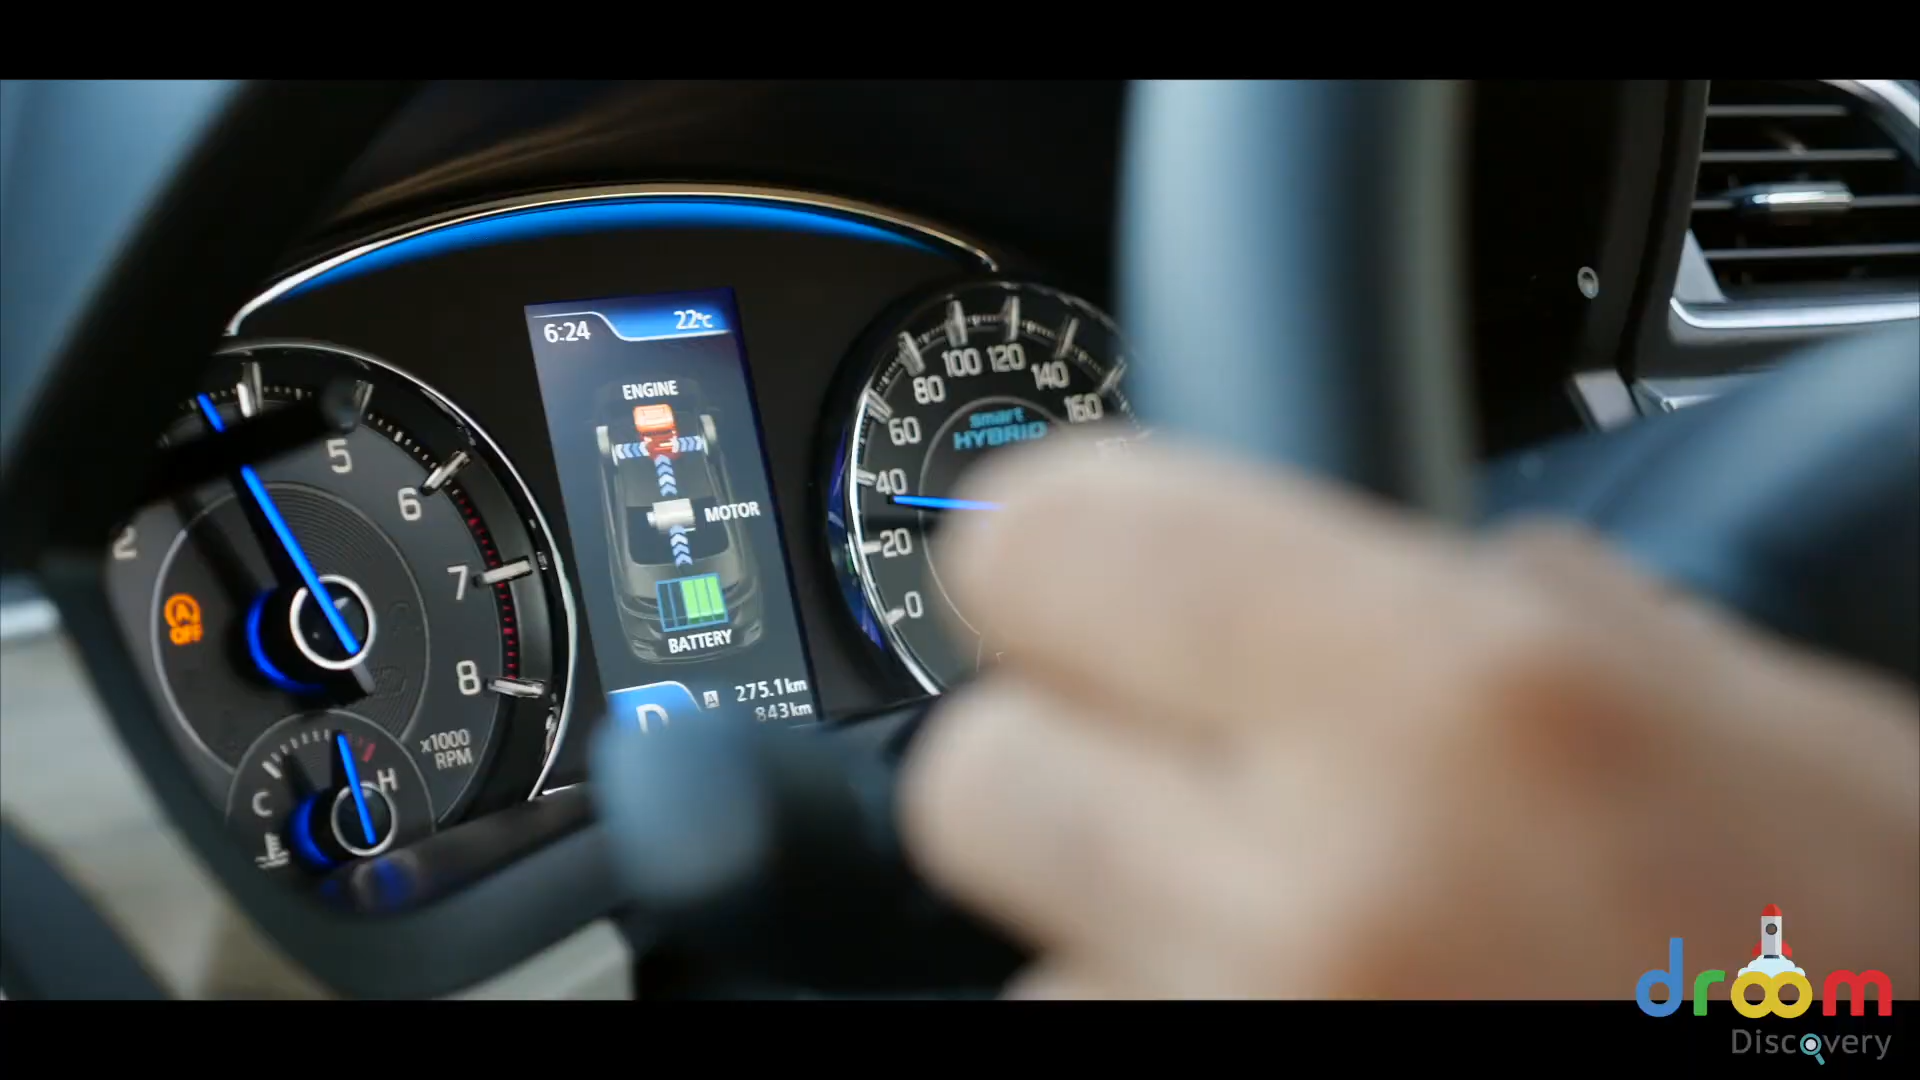 6:24
22°C
ENGINE
MOTOR
BATTERY
D
A
275.1km
843km
2
5
6
7
8
x1000
RPM
A
OFF
C
H
0
20
40
60
80
100
120
140
160
Smart
HYBRID
droom
Discovery